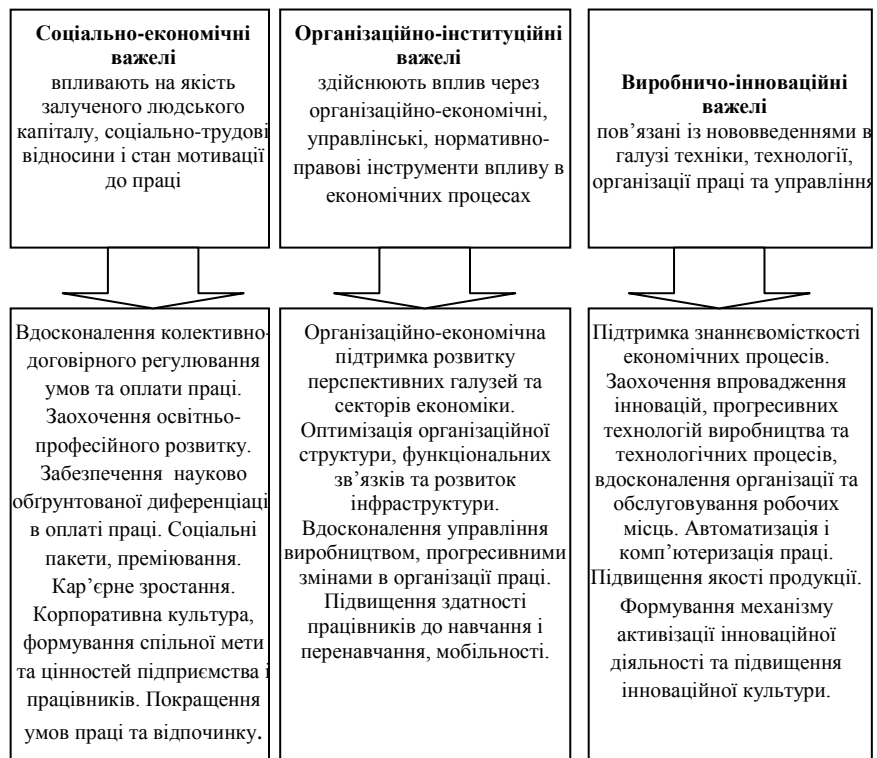 Соціально-економічні
важелі
впливають на якість
залученого людського
капіталу, соціально-трудові
відносини і стан мотивації
до праці
Організаційно-інституційні
важелі
здійснюють вплив через
організаційно-економічні,
управлінські, нормативно-
правові інструменти впливу в
економічних процесах
Виробничо-інноваційні
важелі
пов’язані із нововведеннями в
галузі техніки, технології,
організації праці та управління
Вдосконалення колективно-
договірного регулювання
умов та оплати праці.
Заохочення освітньо-
професійного розвитку.
Забезпечення науково
обґрунтованої диференціаці
в оплаті праці. Соціальні
пакети, преміювання.
Кар’єрне зростання.
Корпоративна культура,
формування спільної мети
та цінностей підприємства і
працівників. Покращення
умов праці та відпочинку.
Організаційно-економічна
підтримка розвитку
перспективних галузей та
секторів економіки.
Оптимізація організаційної
структури, функціональних
зв’язків та розвиток
інфраструктури.
Вдосконалення управління
виробництвом, прогресивними
змінами в організації праці.
Підвищення здатності
працівників до навчання і
перенавчання, мобільності.
Підтримка знаннєвомісткості
економічних процесів.
Заохочення впровадження
інновацій, прогресивних
технологій виробництва та
технологічних процесів,
вдосконалення організації та
обслуговування робочих
місць. Автоматизація і
комп’ютеризація праці.
Підвищення якості продукції.
Формування механізму
активізації інноваційної
діяльності та підвищення
інноваційної культури.